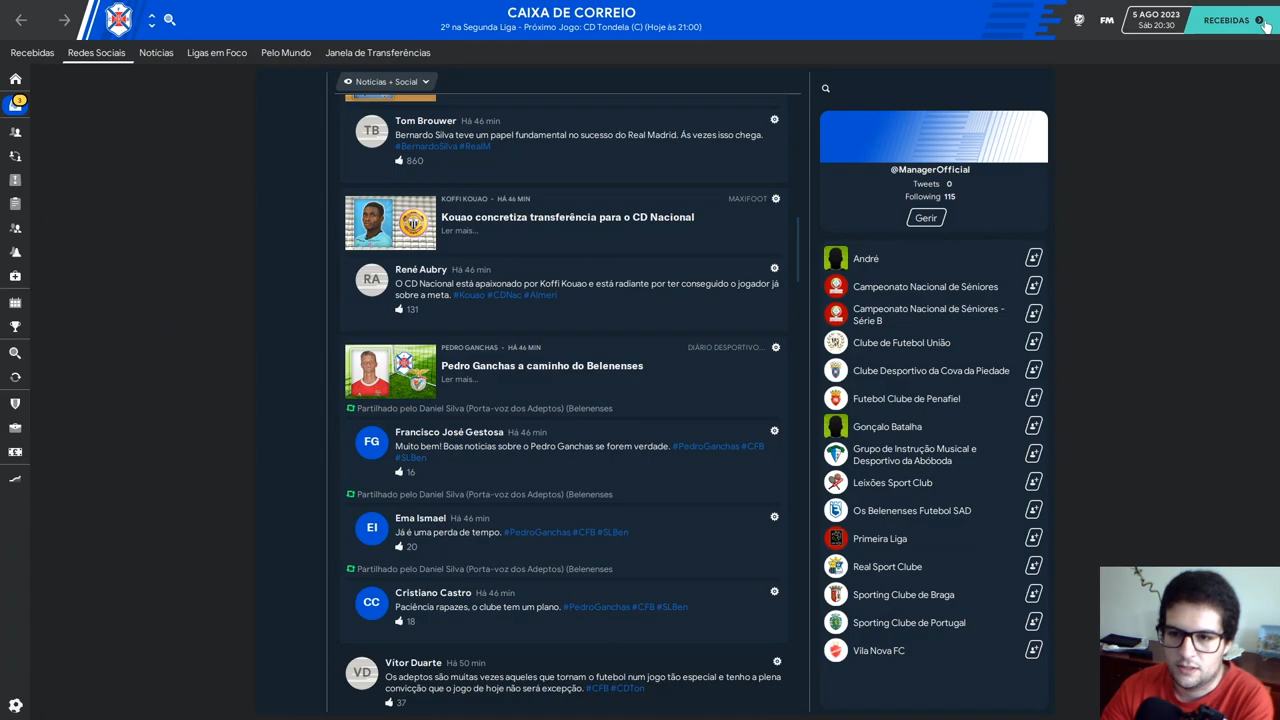 CAIXA DE CORREIO
2º na Segunda Liga - Próximo Jogo: CD Tondela (C) (Hoje às 21:00)
FM
5 AGO 2023
Sáb 20:30
RECEBIDAS
Recebidas
Redes Sociais
Notícias
Ligas em Foco
Pelo Mundo
Janela de Transferências
3
Notícias + Social
TB
Tom Brouwer Há 46 min
Bernardo Silva teve um papel fundamental no sucesso do Real Madrid. Ás vezes isso chega.
#BernardoSilva #RealM
860
KOFFI KOUAO - HÁ 46 MIN
MAXIFOOT
Kouao concretiza transferência para o CD Nacional
Ler mais...
RA
René Aubry Há 46 min
O CD Nacional está apaixonado por Koffi Kouao e está radiante por ter conseguido o jogador já
sobre a meta. #Kouao #CDNac #Almeri
131
PEDRO GANCHAS - HÁ 46 MIN
DIÁRIO DESPORTIVO...
Pedro Ganchas a caminho do Belenenses
Ler mais...
Partilhado pelo Daniel Silva (Porta-voz dos Adeptos) (Belenenses
FG
Francisco José Gestosa Há 46 min
Muito bem! Boas notícias sobre o Pedro Ganchas se forem verdade. #PedroGanchas #CFB
#SLBen
16
Partilhado pelo Daniel Silva (Porta-voz dos Adeptos) (Belenenses
EI
Ema Ismael Há 46 min
Já é uma perda de tempo. #PedroGanchas #CFB #SLBen
20
Partilhado pelo Daniel Silva (Porta-voz dos Adeptos) (Belenenses
CC
Cristiano Castro Há 46 min
Paciência rapazes, o clube tem um plano. #PedroGanchas #CFB #SLBen
18
VD
Vítor Duarte Há 50 min
Os adeptos são muitas vezes aqueles que tornam o futebol num jogo tão especial e tenho a plena
convicção que o jogo de hoje não será excepção. #CFB #CDTon
37
@ManagerOfficial
Tweets 0
Following 115
Gerir
André
Campeonato Nacional de Séniores
Campeonato Nacional de Séniores -
Série B
Clube de Futebol União
Clube Desportivo da Cova da Piedade
Futebol Clube de Penafiel
Gonçalo Batalha
Grupo de Instrução Musical e
Desportivo da Abóboda
Leixões Sport Club
Os Belenenses Futebol SAD
Primeira Liga
Real Sport Clube
Sporting Clube de Braga
Sporting Clube de Portugal
Vila Nova FC